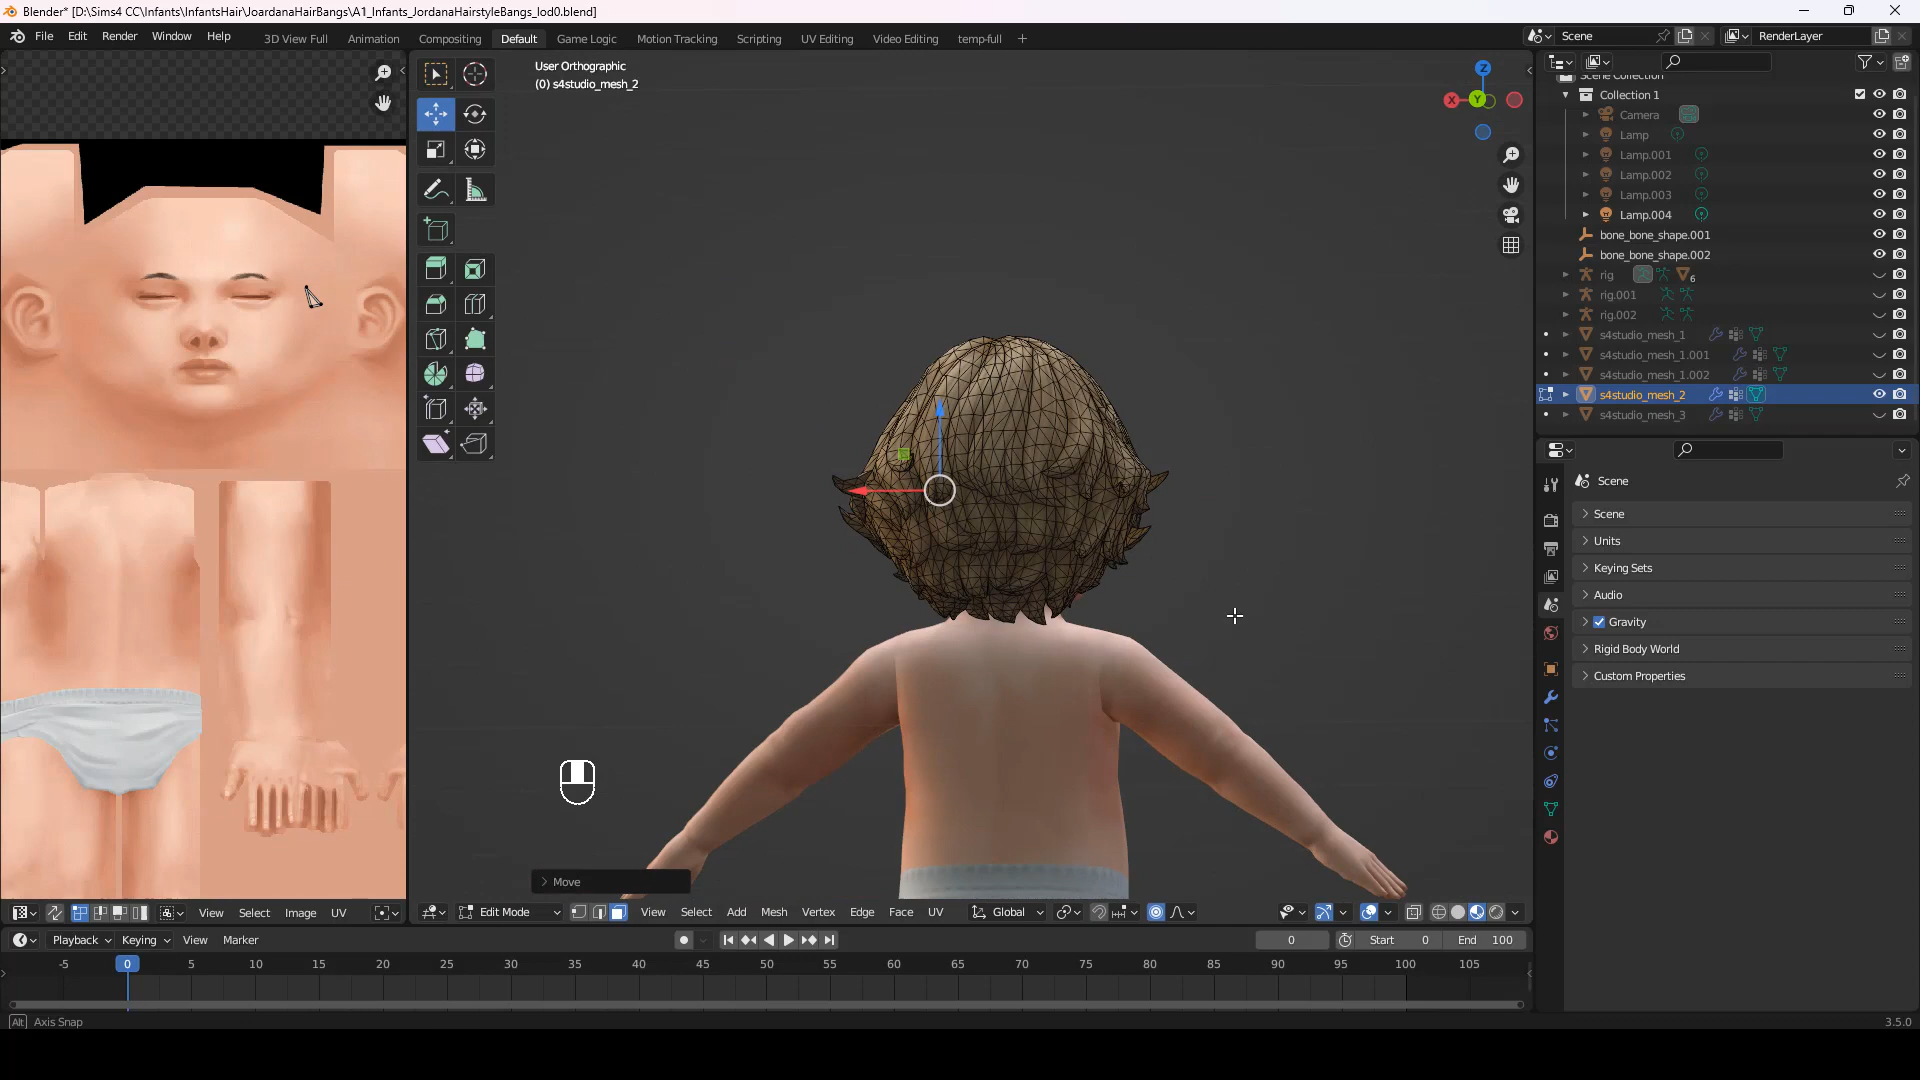 Blender* [D:\Sims4 CC\Infants\InfantsHair\JoardanaHairBangs\A1_Infants_JordanaHairstyleBangs_lod0.blend]
File Edit Render Window Help
3D View Full Animation Compositing Default Game Logic Motion Tracking Scripting UV Editing Video Editing temp-full +
Scene
RenderLayer
User Orthographic
(0) s4studio_mesh_2
Z
X
Y
Scene Collection
Collection 1
Camera
Lamp
Lamp.001
Lamp.002
Lamp.003
Lamp.004
bone_bone_shape.001
bone_bone_shape.002
rig 6
rig.001
rig.002
s4studio_mesh_1
s4studio_mesh_1.001
s4studio_mesh_1.002
s4studio_mesh_2
s4studio_mesh_3
Scene
Scene
Units
Keying Sets
Audio
Gravity
Rigid Body World
Custom Properties
Move
View Select Image UV
Edit Mode View Select Add Mesh Vertex Edge Face UV Global
Playback Keying View Marker
0 Start 0 End 100
-5 0 5 10 15 20 25 30 35 40 45 50 55 60 65 70 75 80 85 90 95 100 105
Alt Axis Snap
3.5.0